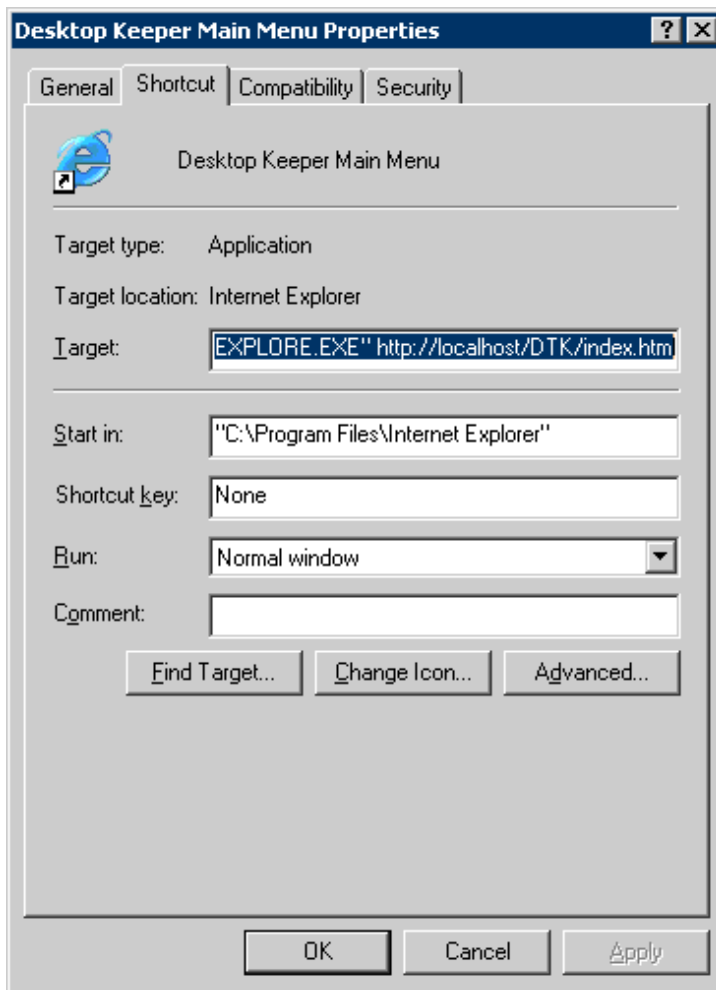 Desktop Keeper Main Menu Properties
General Shortcut Compatibility Security
Desktop Keeper Main Menu
Target type: Application
Target location: Internet Explorer
Target: EXPLORE.EXE" http://localhost/DTK/index.htm
Start in: "C:\Program Files\Internet Explorer"
Shortcut key: None
Run: Normal window
Comment:
Find Target... Change Icon... Advanced...
OK Cancel Apply